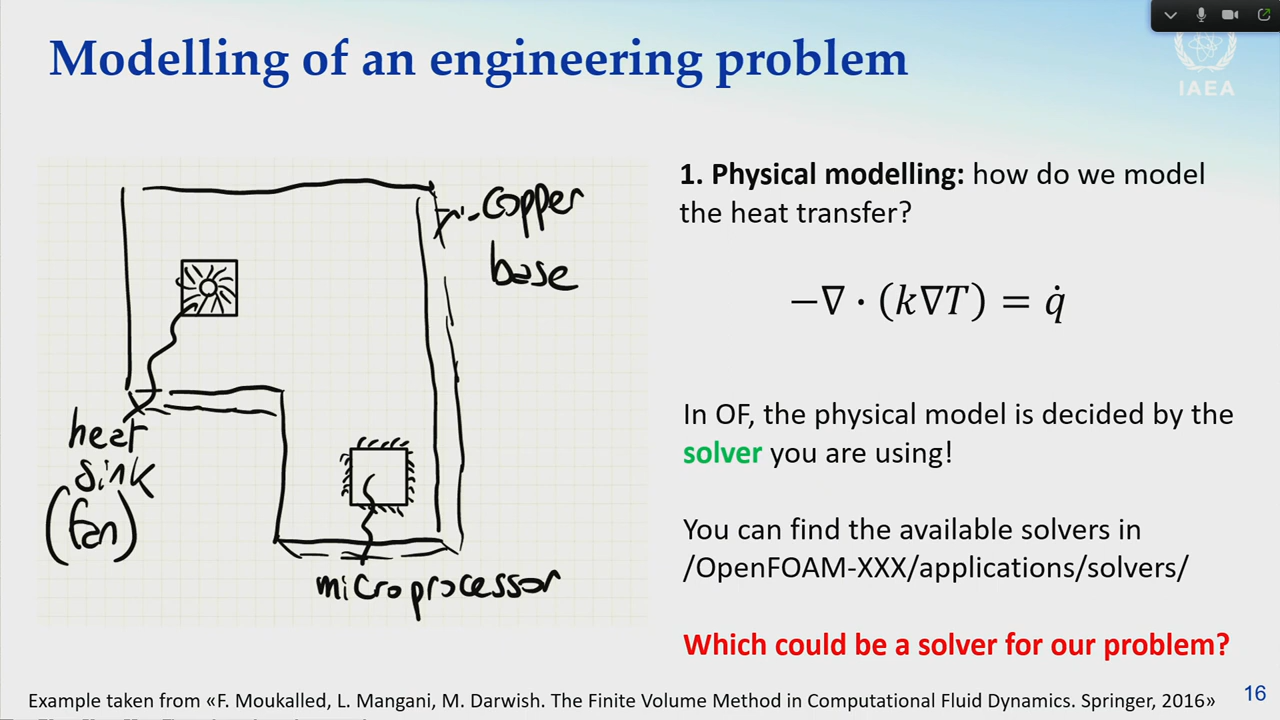 Modelling of an engineering problem
IAEA
copper
base
heat
sink
(fan)
microprocessor
1. Physical modelling: how do we model
the heat transfer?
−∇ · (k∇T) = q̇
In OF, the physical model is decided by the
solver you are using!
You can find the available solvers in
/OpenFOAM-XXX/applications/solvers/
Which could be a solver for our problem?
Example taken from «F. Moukalled, L. Mangani, M. Darwish. The Finite Volume Method in Computational Fluid Dynamics. Springer, 2016»
16